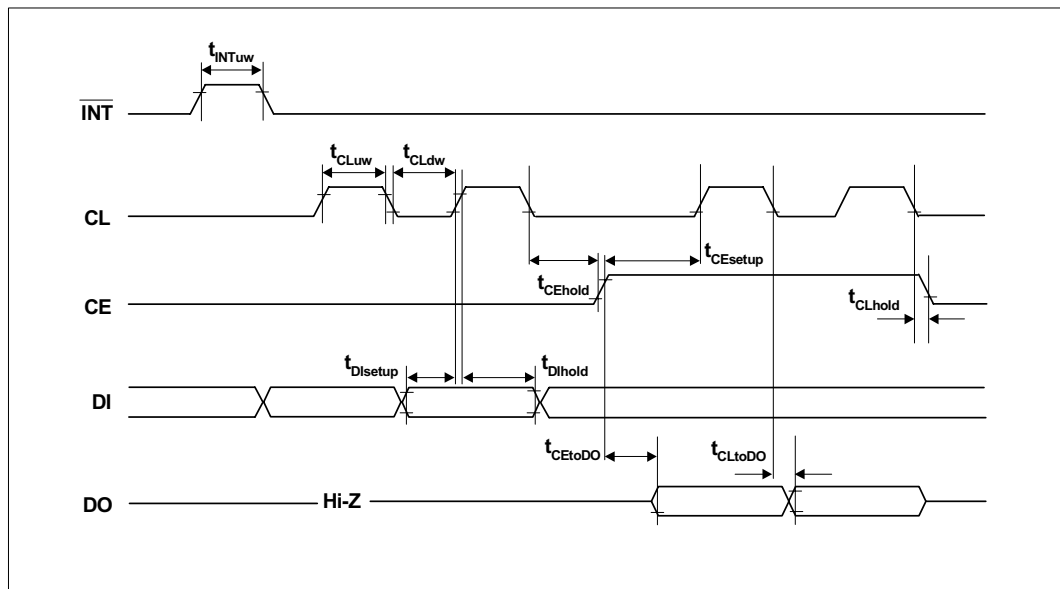 tINTuw
INT
tCLuw tCLdw
CL
tCEsetup
tCEhold
CE
tCLhold
tDIsetup tDIhold
DI
tCEtoDO tCLtoDO
Hi-Z
DO